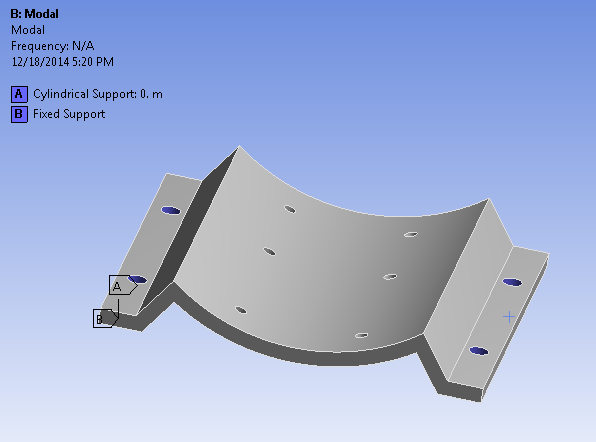 B: Modal
Modal
Frequency: N/A
12/18/2014 5:20 PM
A Cylindrical Support: 0. m
B Fixed Support
A
B